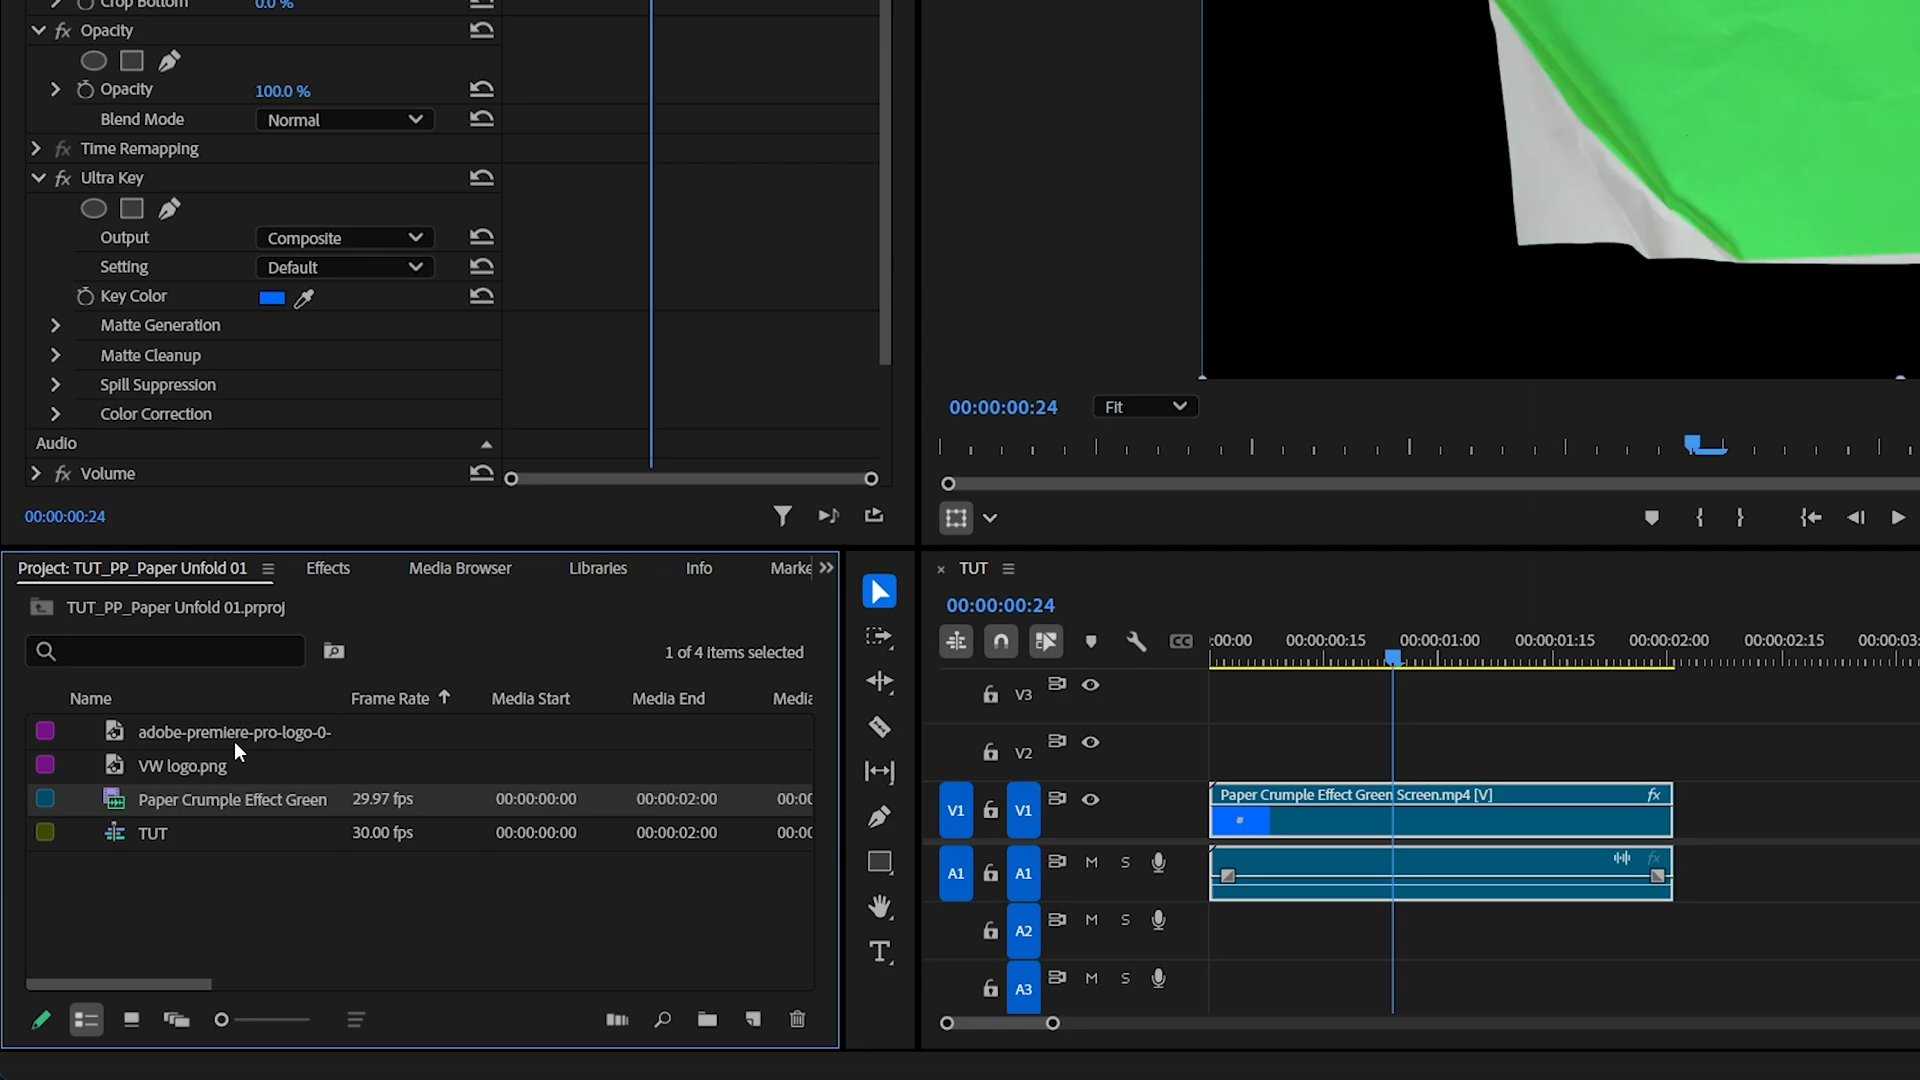 Crop Bottom 0.0 %
fx Opacity
Opacity 100.0 %
Blend Mode Normal
fx Time Remapping
fx Ultra Key
Output Composite
Setting Default
Key Color
Matte Generation
Matte Cleanup
Spill Suppression
Color Correction
Audio
fx Volume
00:00:00:24
00:00:00:24 Fit
Project: TUT_PP_Paper Unfold 01 Effects Media Browser Libraries Info Marke
TUT_PP_Paper Unfold 01.prproj
1 of 4 items selected
Name Frame Rate Media Start Media End Media
adobe-premiere-pro-logo-0-
VW logo.png
Paper Crumple Effect Green 29.97 fps 00:00:00:00 00:00:02:00 00:00
TUT 30.00 fps 00:00:00:00 00:00:02:00 00:00
T
× TUT
00:00:00:24
CC :00:00 00:00:00:15 00:00:01:00 00:00:01:15 00:00:02:00 00:00:02:15 00:00:03:
V3
V2
V1 V1 Paper Crumple Effect Green Screen.mp4 [V] fx
A1 A1 M S fx
A2 M S
A3 M S